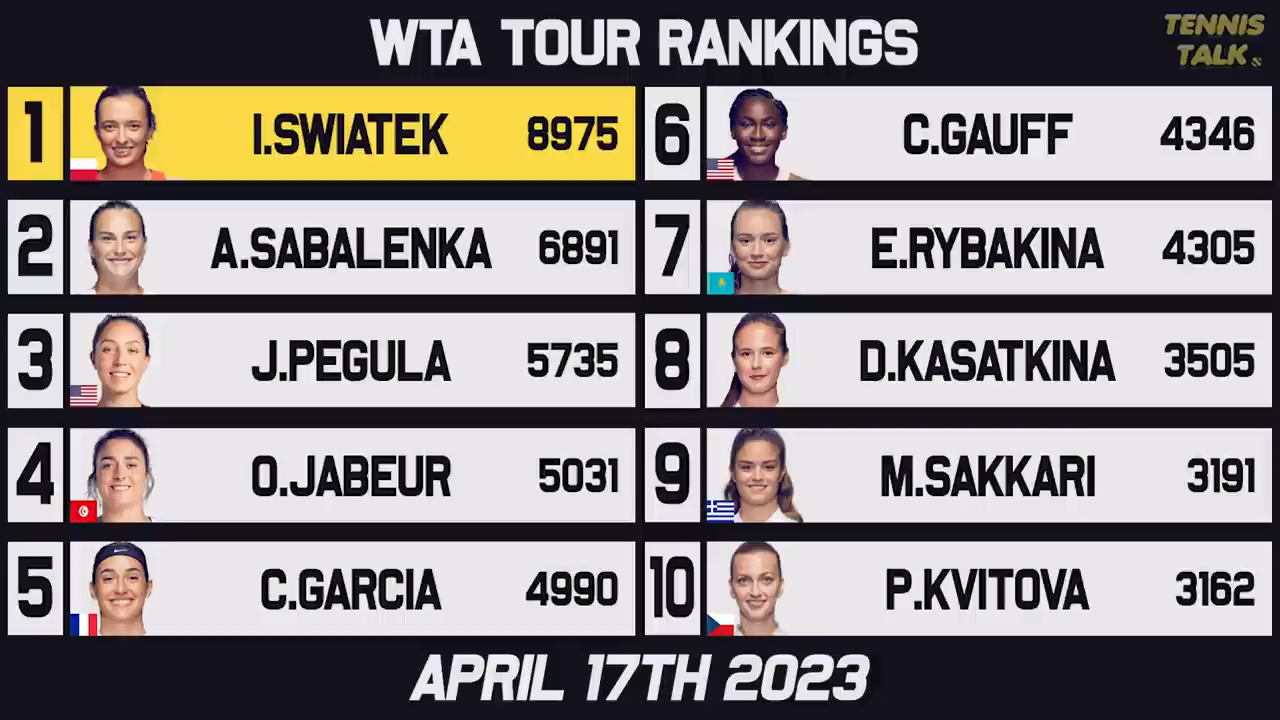 WTA TOUR RANKINGS
TENNIS
TALK
1 I.SWIATEK 8975
2 A.SABALENKA 6891
3 J.PEGULA 5735
4 O.JABEUR 5031
5 C.GARCIA 4990
6 C.GAUFF 4346
7 E.RYBAKINA 4305
8 D.KASATKINA 3505
9 M.SAKKARI 3191
10 P.KVITOVA 3162
APRIL 17TH 2023